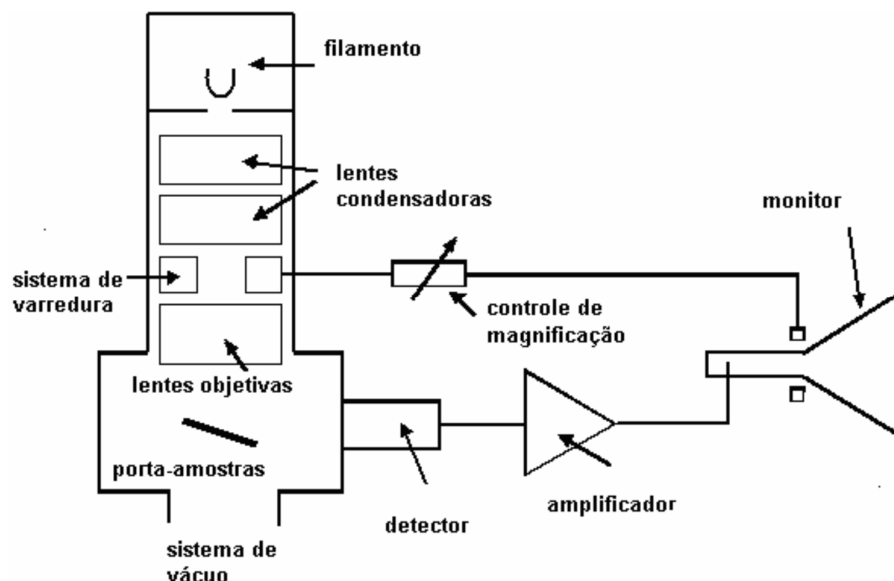 filamento
lentes
condensadoras
monitor
sistema de
varredura
controle de
magnificação
lentes objetivas
porta-amostras
amplificador
detector
sistema de
vácuo